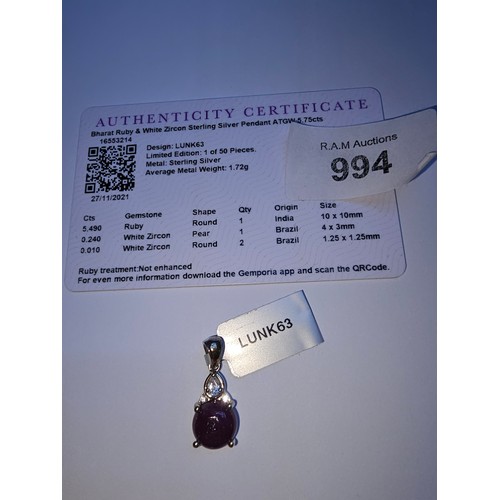 AUTHENTICITY CERTIFICATE
Bharat Ruby & White Zircon Sterling Silver Pendant ATGW 5.75cts
16553214
Design: LUNK63
Limited Edition: 1 of 50 Pieces.
Metal: Sterling Silver
Average Metal Weight: 1.72g
27/11/2021
R.A.M Auctions
994
Cts Gemstone Shape Qty Origin Size
5.490 Ruby Round 1 India 10 x 10mm
0.240 White Zircon Pear 1 Brazil 4 x 3mm
0.010 White Zircon Round 2 Brazil 1.25 x 1.25mm
Ruby treatment:Not enhanced
For even more information download the Gemporia app and scan the QRCode.
LUNK63